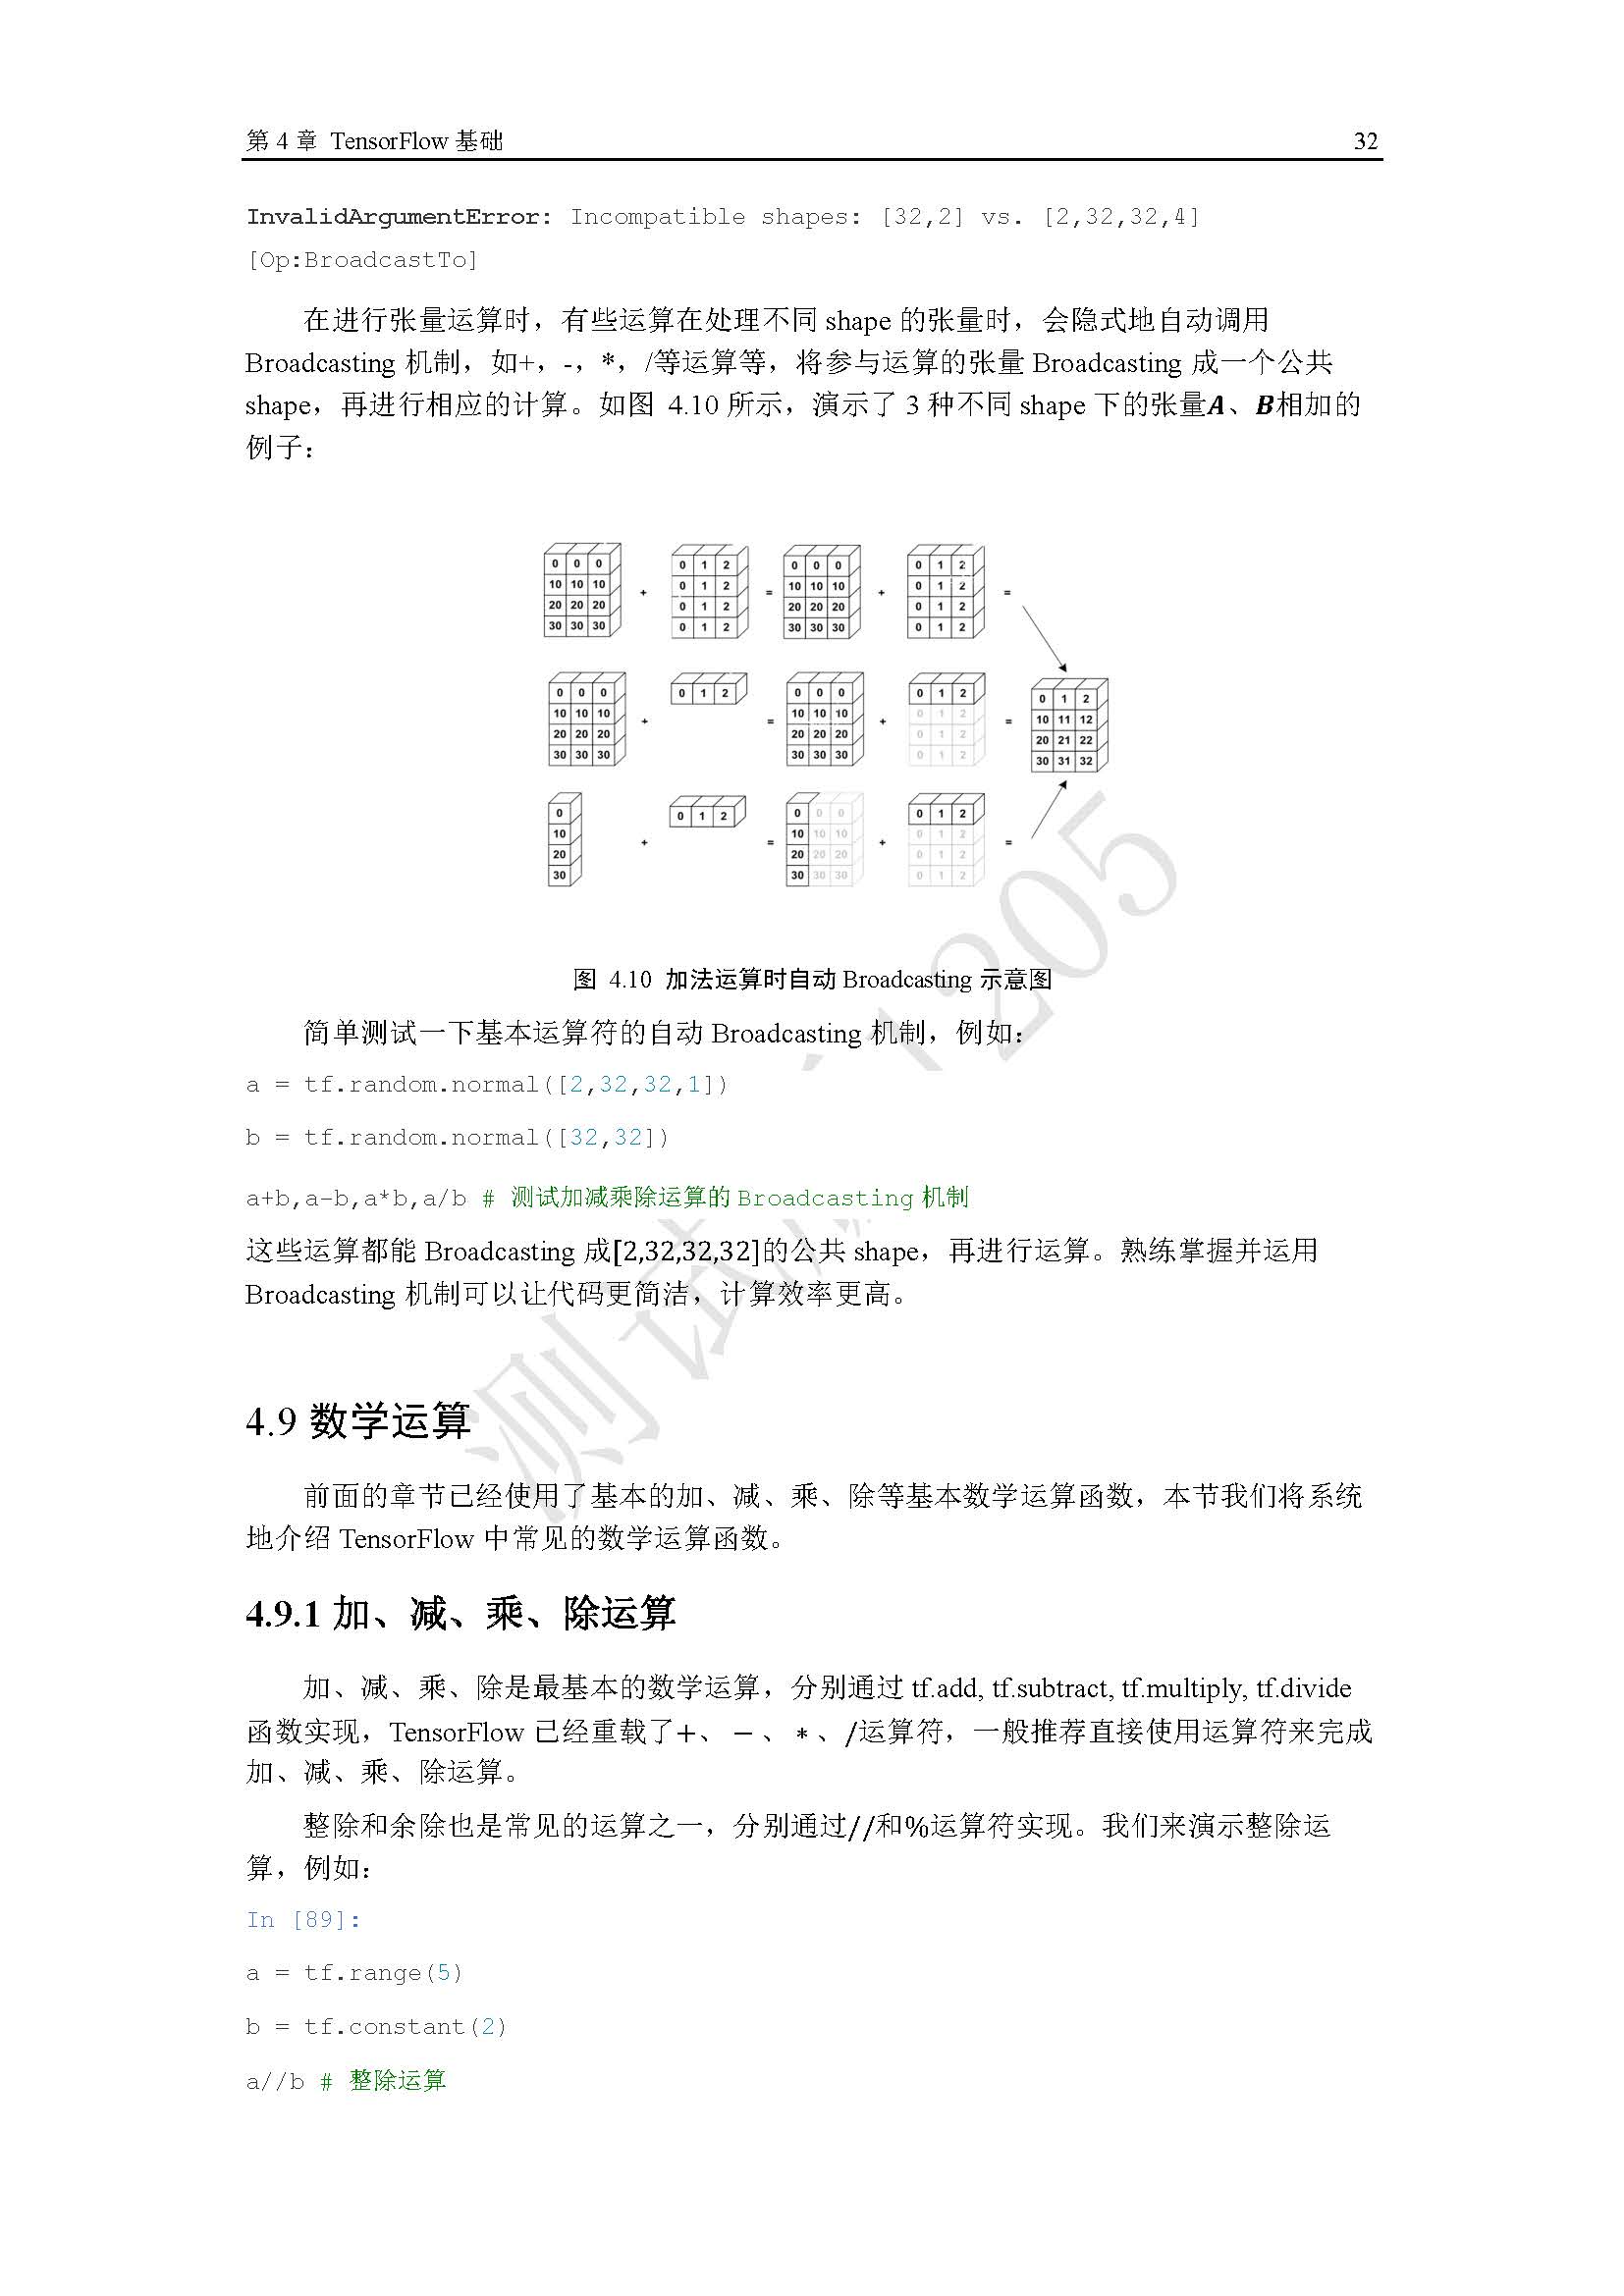 第 4 章 TensorFlow 基础 32
InvalidArgumentError: Incompatible shapes: [32,2] vs. [2,32,32,4]
[Op:BroadcastTo]
在进行张量运算时，有些运算在处理不同 shape 的张量时，会隐式地自动调用
Broadcasting 机制，如+，-，*，/等运算等，将参与运算的张量 Broadcasting 成一个公共
shape，再进行相应的计算。如图 4.10 所示，演示了 3 种不同 shape 下的张量A、B相加的
例子：
0 0 0 0 1 2 0 0 0 0 1 2
10 10 10 + 0 1 2 = 10 10 10 + 0 1 2 =
20 20 20 0 1 2 20 20 20 0 1 2
30 30 30 0 1 2 30 30 30 0 1 2
0 0 0 0 1 2 0 0 0 0 1 2 0 1 2
10 10 10 + = 10 10 10 + 0 1 2 = 10 11 12
20 20 20 20 20 20 0 1 2 20 21 22
30 30 30 30 30 30 0 1 2 30 31 32
0 0 1 2 0 0 0 0 1 2
10 + = 10 10 10 + 0 1 2 =
20 20 20 20 0 1 2
30 30 30 30 0 1 2
图 4.10 加法运算时自动 Broadcasting 示意图
简单测试一下基本运算符的自动 Broadcasting 机制，例如：
a = tf.random.normal([2,32,32,1])
b = tf.random.normal([32,32])
a+b,a-b,a*b,a/b # 测试加减乘除运算的 Broadcasting 机制
这些运算都能 Broadcasting 成[2,32,32,32]的公共 shape，再进行运算。熟练掌握并运用
Broadcasting 机制可以让代码更简洁，计算效率更高。
4.9 数学运算
前面的章节已经使用了基本的加、减、乘、除等基本数学运算函数，本节我们将系统
地介绍 TensorFlow 中常见的数学运算函数。
4.9.1 加、减、乘、除运算
加、减、乘、除是最基本的数学运算，分别通过 tf.add, tf.subtract, tf.multiply, tf.divide
函数实现，TensorFlow 已经重载了+、−、∗、/运算符，一般推荐直接使用运算符来完成
加、减、乘、除运算。
整除和余除也是常见的运算之一，分别通过//和%运算符实现。我们来演示整除运
算，例如：
In [89]:
a = tf.range(5)
b = tf.constant(2)
a//b # 整除运算